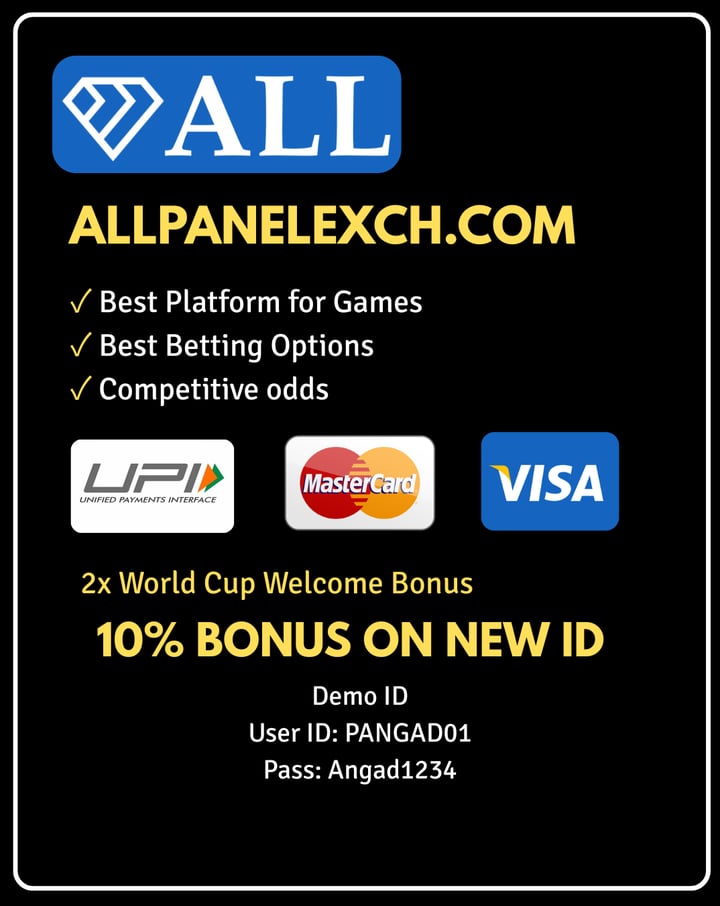 ALL
ALLPANELEXCH.COM
✓ Best Platform for Games
✓ Best Betting Options
✓ Competitive odds
UPI
UNIFIED PAYMENTS INTERFACE
MasterCard
VISA
2x World Cup Welcome Bonus
10% BONUS ON NEW ID
Demo ID
User ID: PANGAD01
Pass: Angad1234